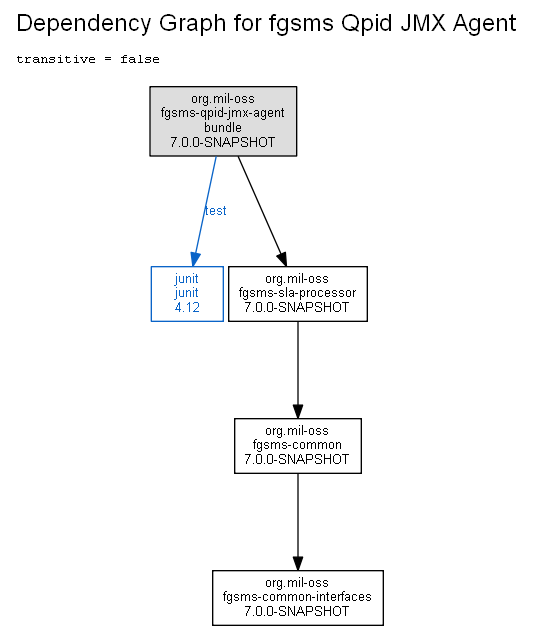 Dependency Graph for fgsms Qpid JMX Agent
transitive = false
org.mil-oss
fgsms-qpid-jmx-agent
bundle
7.0.0-SNAPSHOT
test
junit
junit
4.12
org.mil-oss
fgsms-sla-processor
7.0.0-SNAPSHOT
org.mil-oss
fgsms-common
7.0.0-SNAPSHOT
org.mil-oss
fgsms-common-interfaces
7.0.0-SNAPSHOT